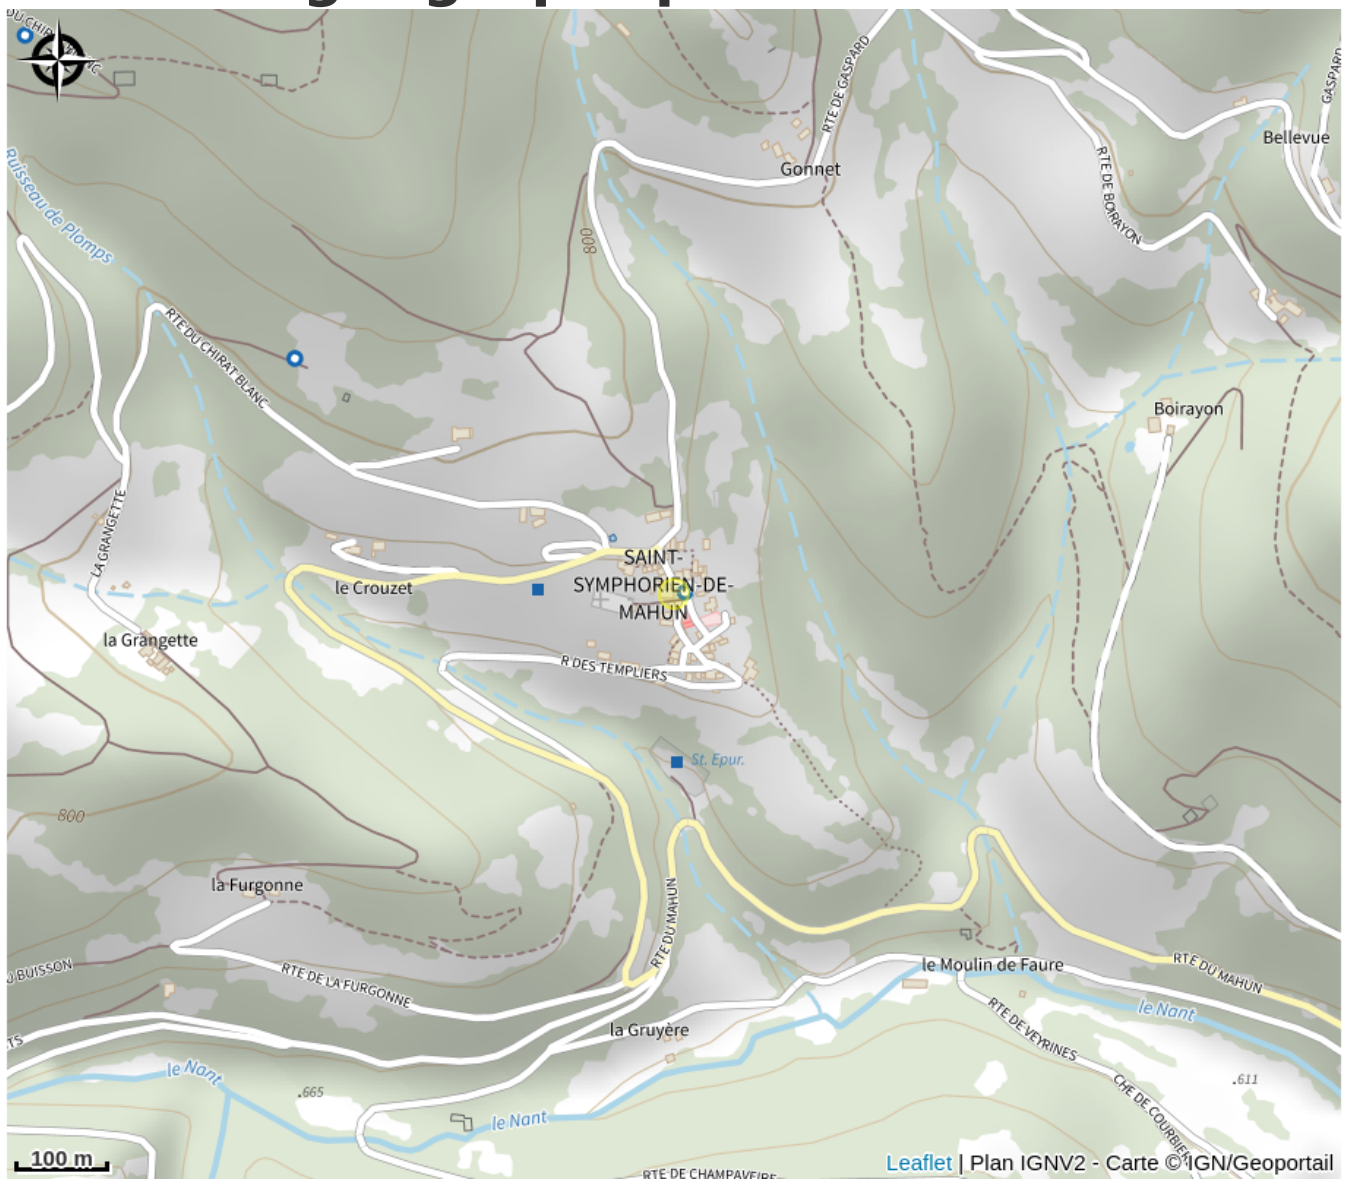 RTE DE GASPARD
GASPARD
Bellevue
Gonnet
RTE DE BOIRAYON
Ruisseau de Plomps
800
RTE DU CHIRAT BLANC
Boirayon
LA GRANGETTE
SAINT-
SYMPHORIEN-DE-
MAHUN
le Crouzet
la Grangette
R DES TEMPLIERS
St. Epur.
800
la Furgonne
RTE DU MAHUN
RTE DE LA FURGONNE
U BUISSON
le Moulin de Faure
RTE DU MAHUN
le Nant
RTE DE VEYRINES
la Gruyère
TS
le Nant
.665
.611
CHE DE COURBIER
le Nant
100 m
Leaflet | Plan IGNV2 - Carte © IGN/Geoportail
RTE DE CHAMPAVEIRE